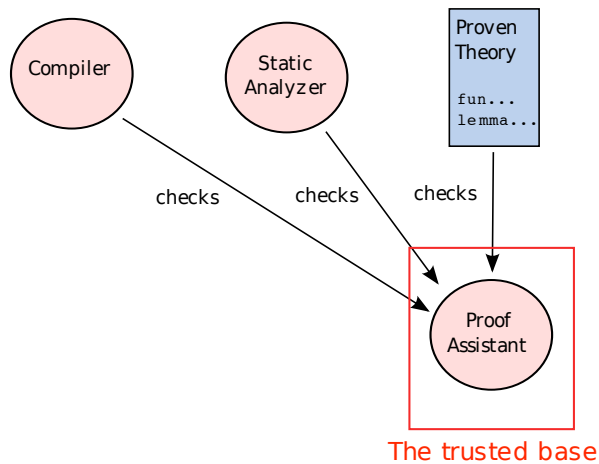 Compiler
Static
Analyzer
Proven
Theory
fun...
lemma...
checks
checks
checks
Proof
Assistant
The trusted base